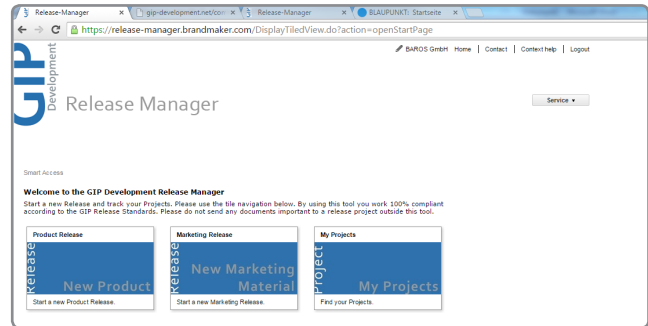 Release-Manager
gip-development.net/con
Release-Manager
BLAUPUNKT: Startseite
https://release-manager.brandmaker.com/DisplayTiledView.do?action=openStartPage
GIP
Development
BAROS GmbH Home | Contact | Context help | Logout
Release Manager
Service
Smart Access
Welcome to the GIP Development Release Manager
Start a new Release and track your Projects. Please use the tile navigation below. By using this tool you work 100% compliant
according to the GIP Release Standards. Please do not send any documents important to a release project outside this tool.
Product Release
Release
New Product
Start a new Product Release.
Marketing Release
Release
New Marketing
Material
Start a new Marketing Release.
My Projects
Project
My Projects
Find your Projects.